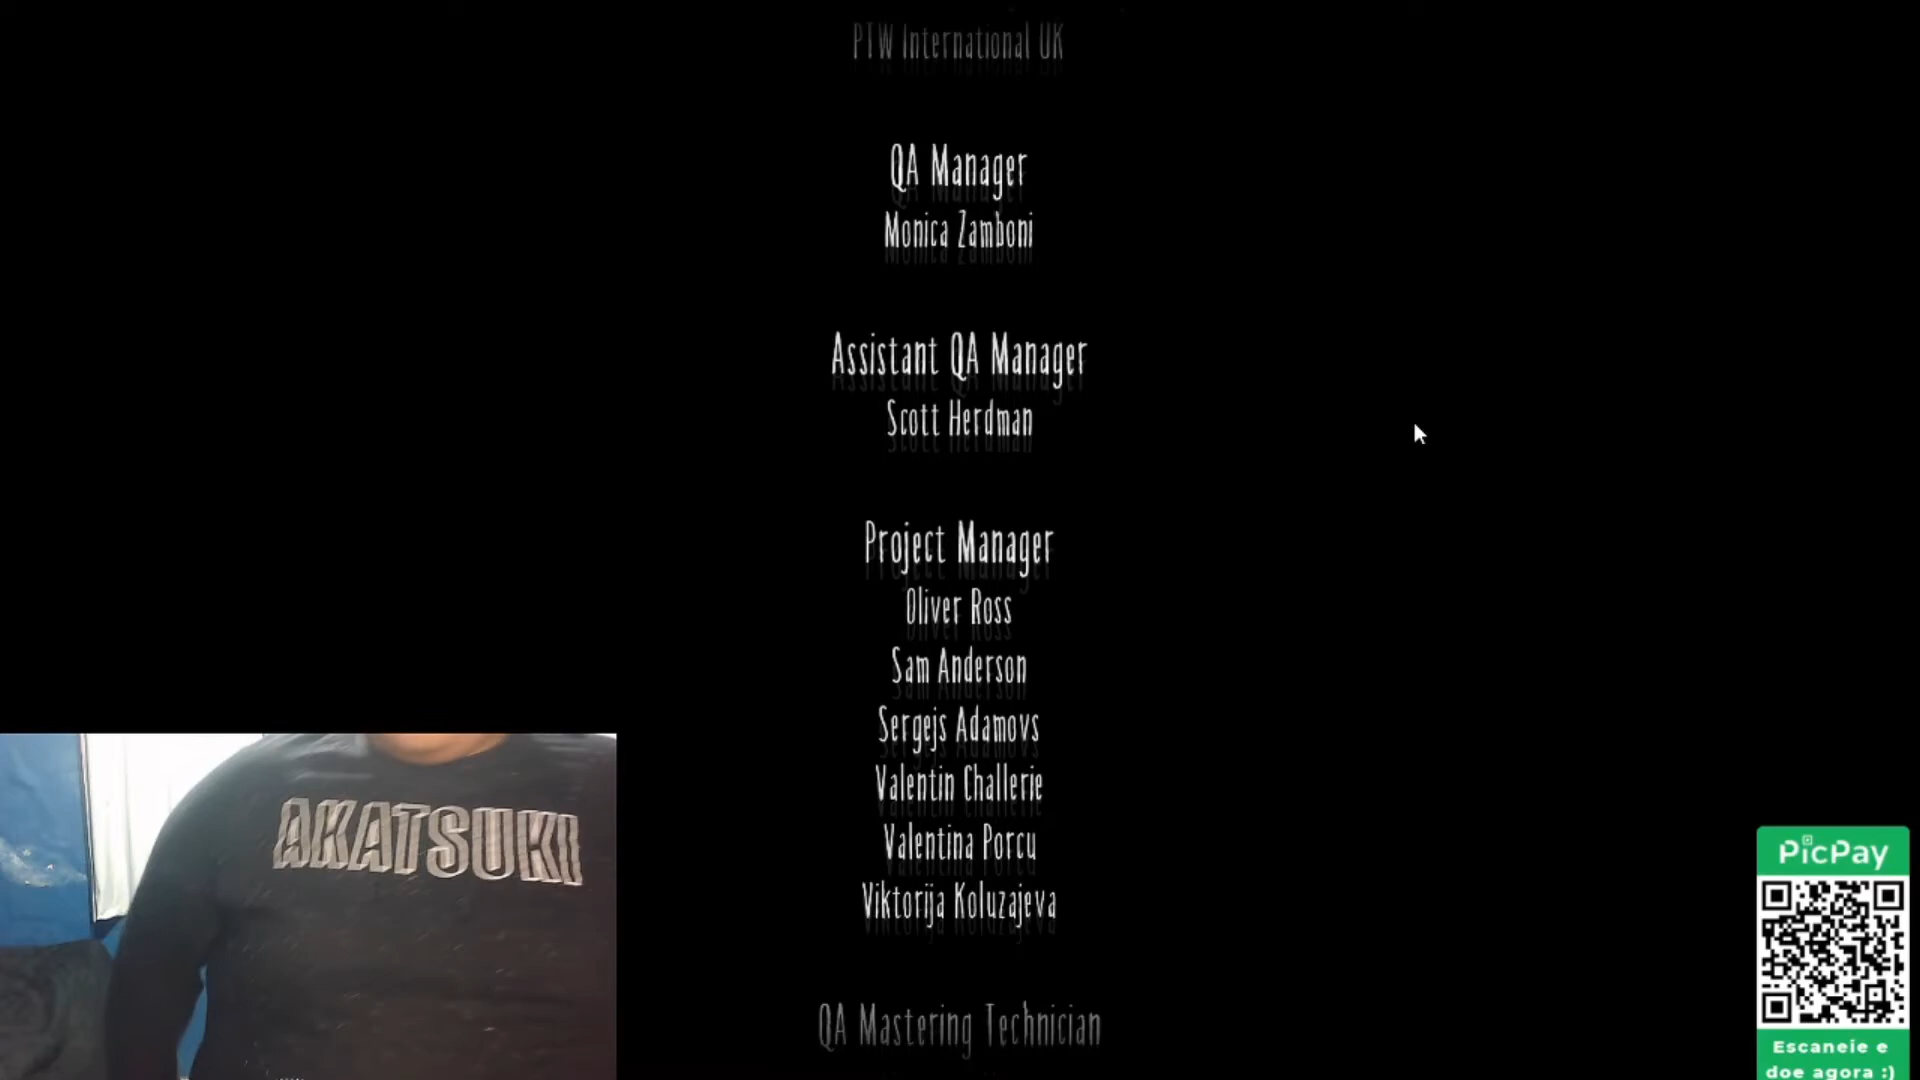 PTW International UK
QA Manager
Monica Zamboni
Assistant QA Manager
Scott Herdman
Project Manager
Oliver Ross
Sam Anderson
Sergejs Adamovs
Valentin Challerie
Valentina Porcu
Viktorija Koluzajeva
QA Mastering Technician
AKATSUKI
PicPay
Escaneie e
doe agora :)